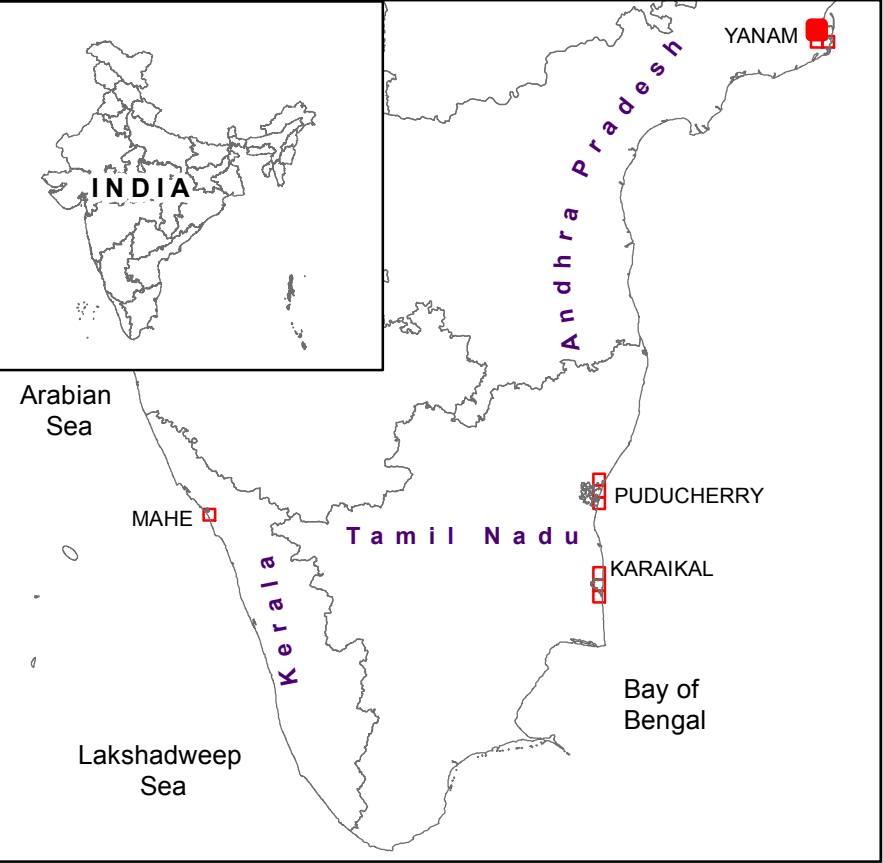 INDIA
YANAM
Andhra Pradesh
Arabian
Sea
PUDUCHERRY
MAHE
Tamil Nadu
KARAIKAL
Kerala
Bay of
Bengal
Lakshadweep
Sea